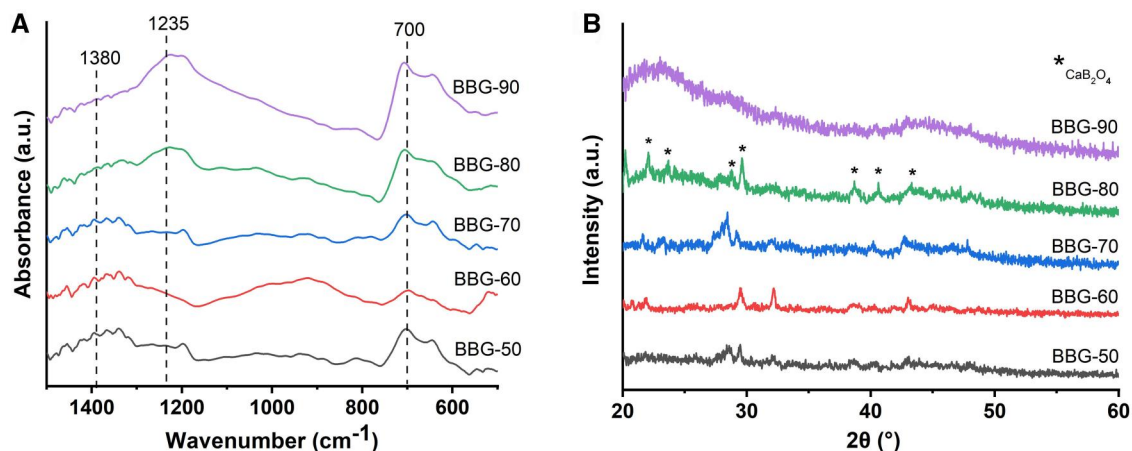 A
1235
1380
700
BBG-90
BBG-80
BBG-70
BBG-60
BBG-50
Absorbance (a.u.)
1400 1200 1000 800 600
Wavenumber (cm⁻¹)
B
* CaB₂O₄
BBG-90
* * * * * * *
BBG-80
BBG-70
BBG-60
BBG-50
Intensity (a.u.)
20 30 40 50 60
2θ (°)